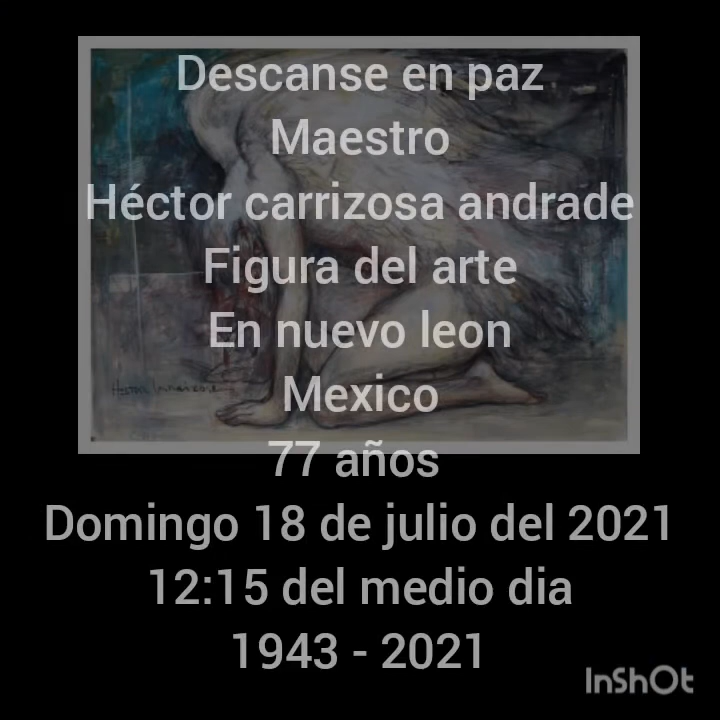 Descanse en paz
Maestro
Héctor carrizosa andrade
Figura del arte
En nuevo leon
Mexico
77 años
Domingo 18 de julio del 2021
12:15 del medio dia
1943 - 2021
InShOt